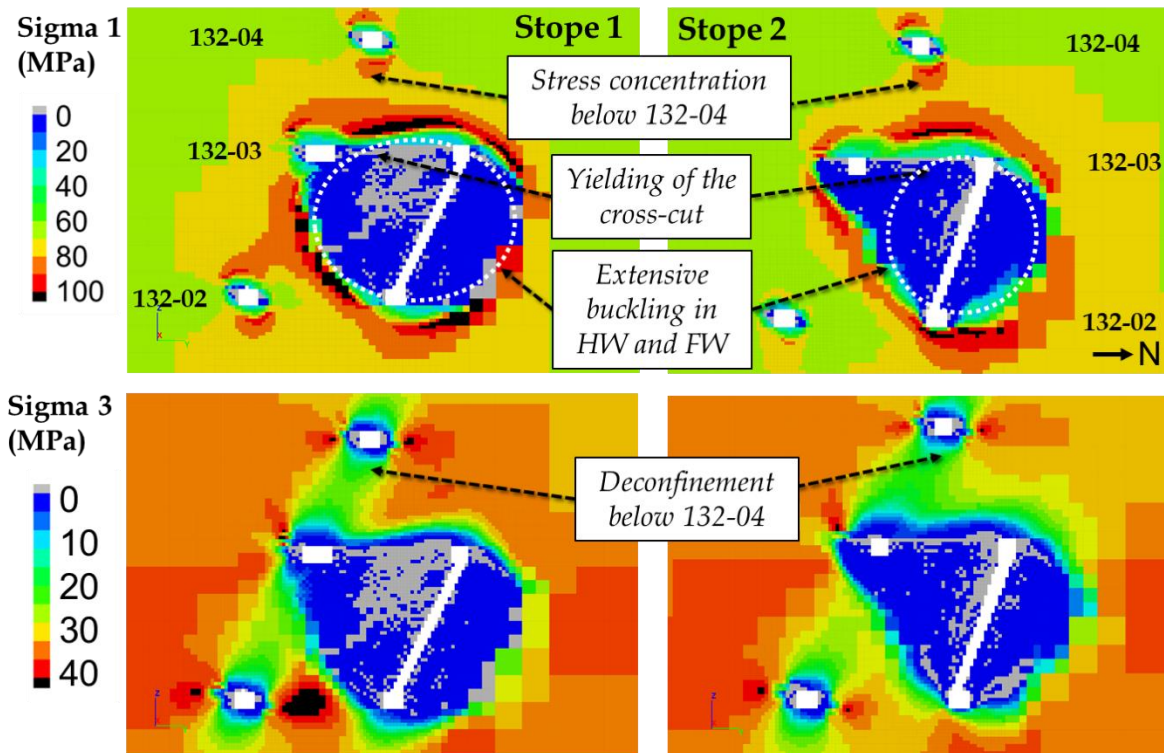 Sigma 1
(MPa)
0
20
40
60
80
100
Stope 1
132-04
132-03
132-02
z
x
y
Stope 2
132-04
132-03
132-02
N
Stress concentration
below 132-04
Yielding of the
cross-cut
Extensive
buckling in
HW and FW
Sigma 3
(MPa)
0
10
20
30
40
z
x
y
Deconfinement
below 132-04
z
x
y